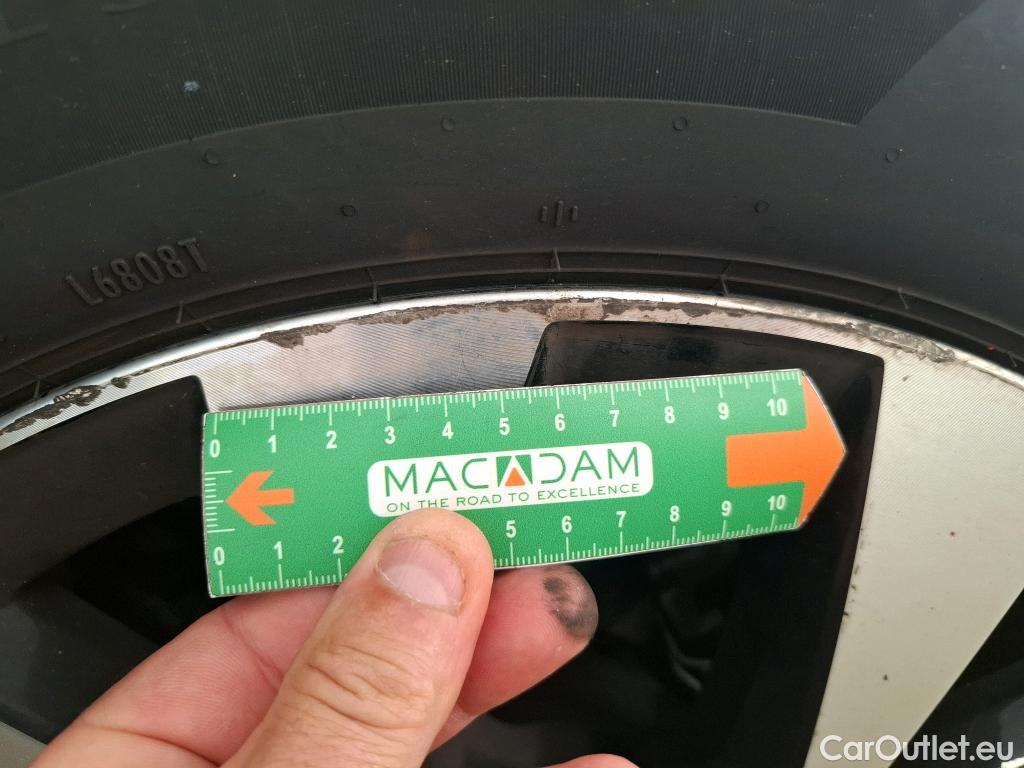 L6808T
0 1 2 3 4 5 6 7 8 9 10
MACADAM
ON THE ROAD TO EXCELLENCE
0 1 2 5 6 7 8 9 10
CarOutlet.eu